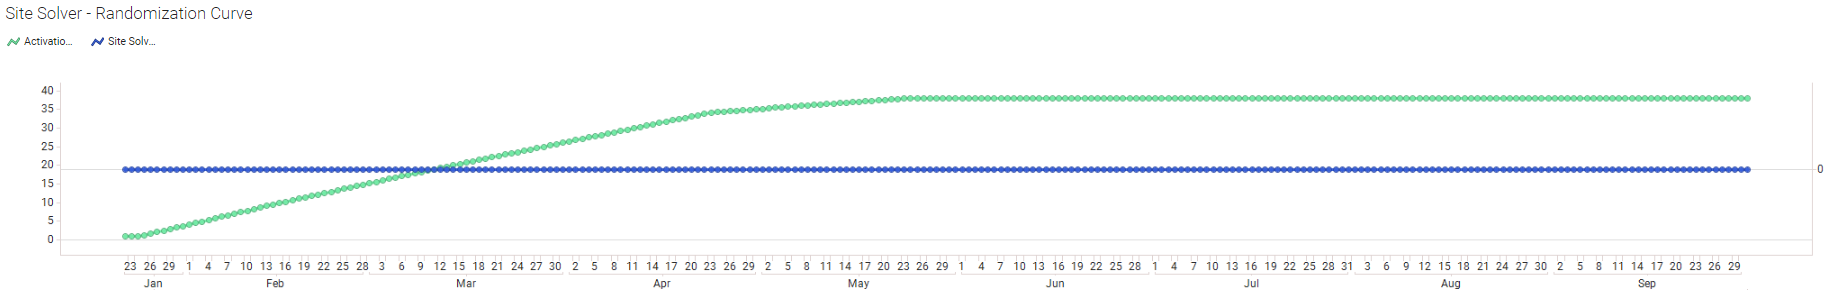 Site Solver - Randomization Curve
Activatio... Site Solv...
40
35
30
25
20
15
10
5
0
0
23 26 29 1 4 7 10 13 16 19 22 25 28 3 6 9 12 15 18 21 24 27 30 2 5 8 11 14 17 20 23 26 29 2 5 8 11 14 17 20 23 26 29 1 4 7 10 13 16 19 22 25 28 1 4 7 10 13 16 19 22 25 28 31 3 6 9 12 15 18 21 24 27 30 2 5 8 11 14 17 20 23 26 29
Jan Feb Mar Apr May Jun Jul Aug Sep